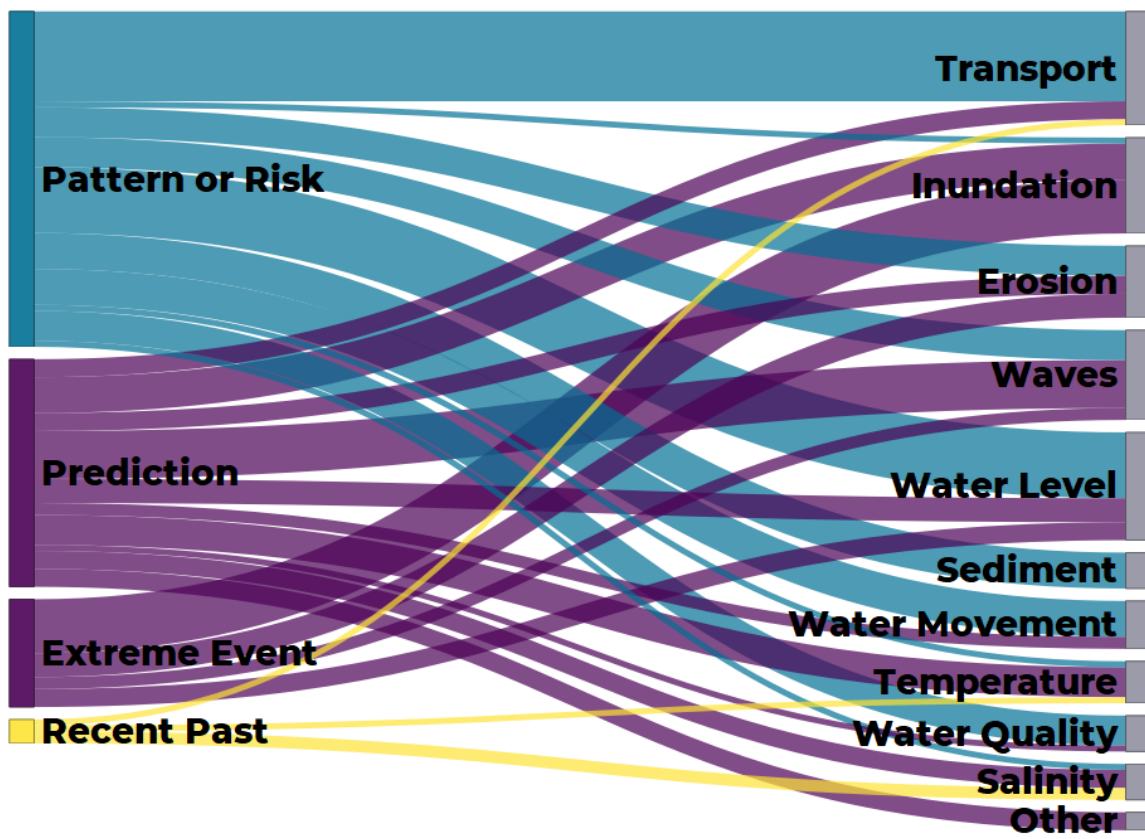 Pattern or Risk
Prediction
Extreme Event
Recent Past
Transport
Inundation
Erosion
Waves
Water Level
Sediment
Water Movement
Temperature
Water Quality
Salinity
Other